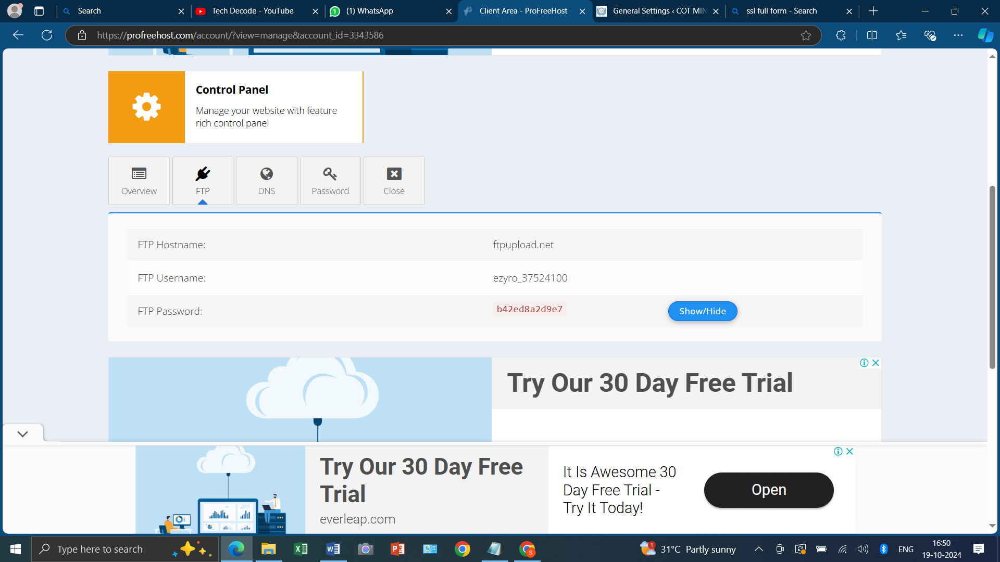 Search
Tech Decode - YouTube
(1) WhatsApp
Client Area - ProFreeHost
General Settings ‹ COT MIN
ssl full form - Search
https://profreehost.com/account/?view=manage&account_id=3343586
Control Panel
Manage your website with feature
rich control panel
Overview
FTP
DNS
Password
Close
FTP Hostname:
ftpupload.net
FTP Username:
ezyro_37524100
FTP Password:
b42ed8a2d9e7
Show/Hide
Try Our 30 Day Free Trial
Try Our 30 Day Free
Trial
everleap.com
It Is Awesome 30
Day Free Trial -
Try It Today!
Open
Type here to search
1
31°C Partly sunny
ENG
16:50
19-10-2024